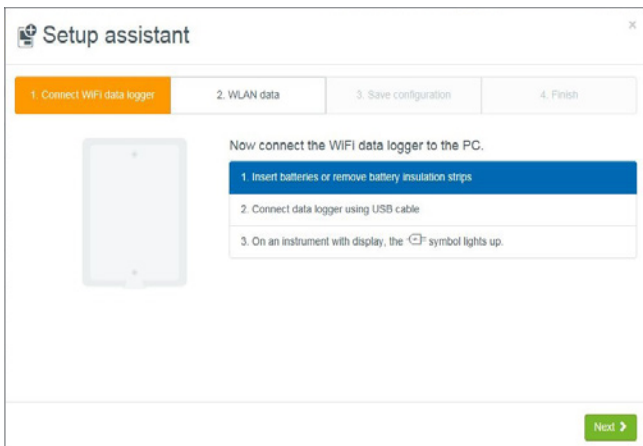 Setup assistant
×
1. Connect WiFi data logger
2. WLAN data
3. Save configuration
4. Finish
Now connect the WiFi data logger to the PC.
1. Insert batteries or remove battery insulation strips
2. Connect data logger using USB cable
3. On an instrument with display, the symbol lights up.
Next